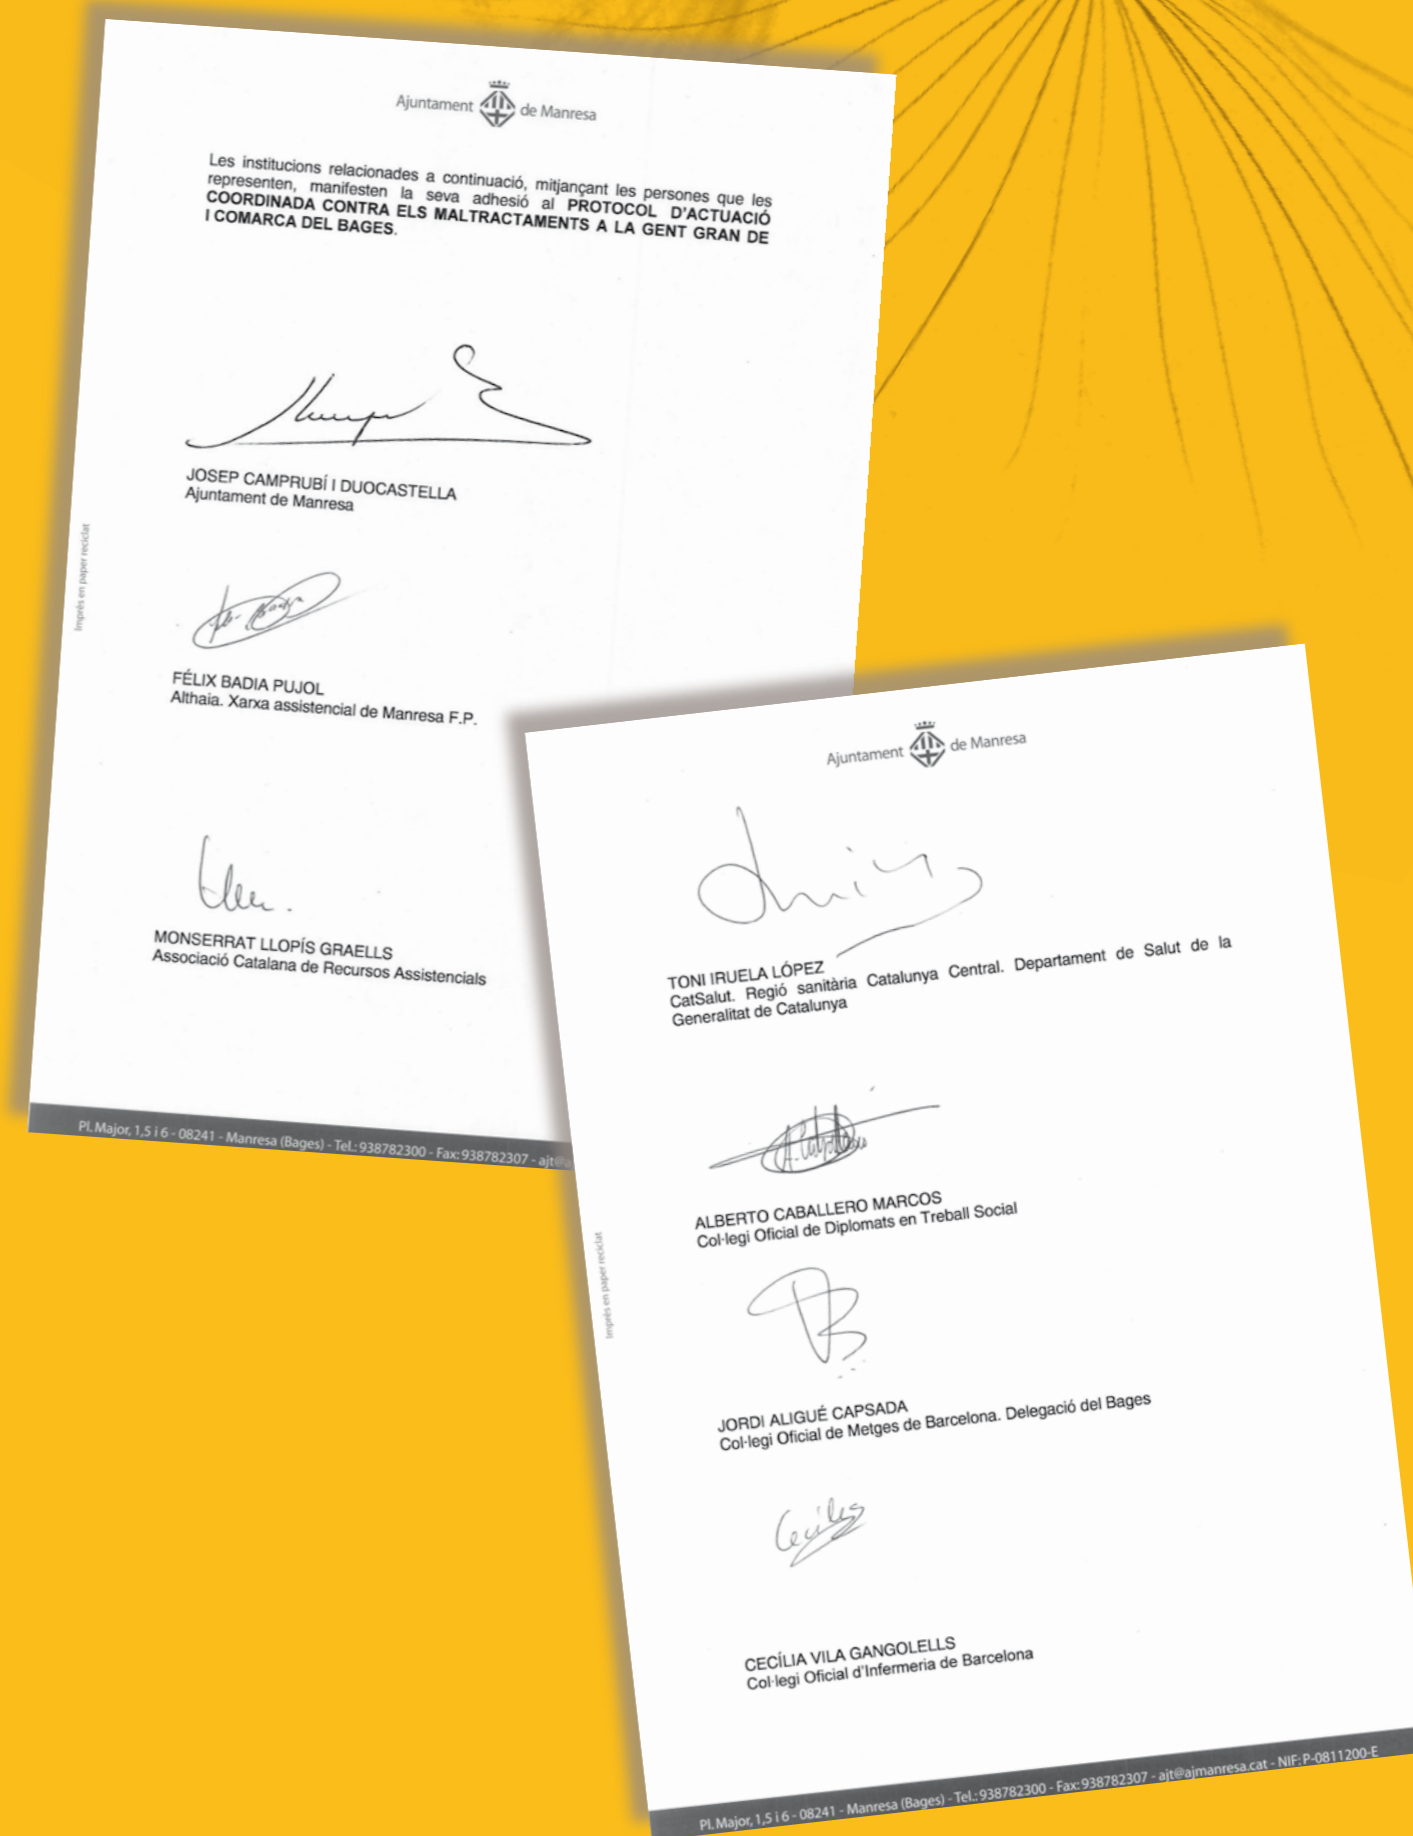 Ajuntament de Manresa
Les institucions relacionades a continuació, mitjançant les persones que les
representen, manifesten la seva adhesió al PROTOCOL D'ACTUACIÓ
COORDINADA CONTRA ELS MALTRACTAMENTS A LA GENT GRAN DE
I COMARCA DEL BAGES.
JOSEP CAMPRUBÍ I DUOCASTELLA
Ajuntament de Manresa
FÉLIX BADIA PUJOL
Althaia. Xarxa assistencial de Manresa F.P.
MONSERRAT LLOPÍS GRAELLS
Associació Catalana de Recursos Assistencials
Imprès en paper reciclat
Pl. Major, 1,5 i 6 - 08241 - Manresa (Bages) - Tel.: 938782300 - Fax: 938782307 - ajt@a
Ajuntament de Manresa
TONI IRUELA LÓPEZ
CatSalut. Regió sanitària Catalunya Central. Departament de Salut de la
Generalitat de Catalunya
ALBERTO CABALLERO MARCOS
Col·legi Oficial de Diplomats en Treball Social
JORDI ALIGUÉ CAPSADA
Col·legi Oficial de Metges de Barcelona. Delegació del Bages
Cecília
CECÍLIA VILA GANGOLELLS
Col·legi Oficial d'Infermeria de Barcelona
Imprès en paper reciclat
Pl. Major, 1,5 i 6 - 08241 - Manresa (Bages) - Tel.: 938782300 - Fax: 938782307 - ajt@ajmanresa.cat - NIF: P-0811200-E